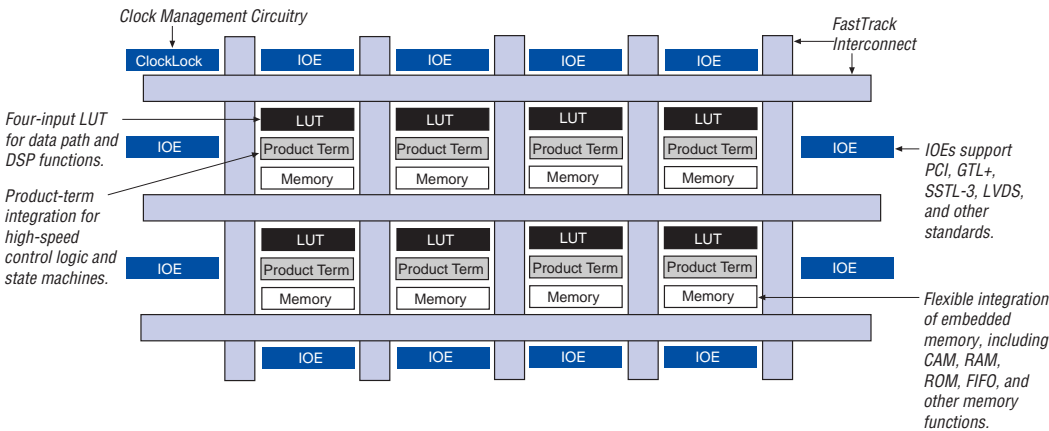 Clock Management Circuitry
FastTrack
Interconnect
ClockLock
IOE
IOE
IOE
IOE
Four-input LUT
for data path and
DSP functions.
LUT
LUT
LUT
LUT
IOE
Product Term
Product Term
Product Term
Product Term
IOE
IOEs support
PCI, GTL+,
SSTL-3, LVDS,
and other
standards.
Memory
Memory
Memory
Memory
Product-term
integration for
high-speed
control logic and
state machines.
LUT
LUT
LUT
LUT
IOE
Product Term
Product Term
Product Term
Product Term
IOE
Memory
Memory
Memory
Memory
Flexible integration
of embedded
memory, including
CAM, RAM,
ROM, FIFO, and
other memory
functions.
IOE
IOE
IOE
IOE